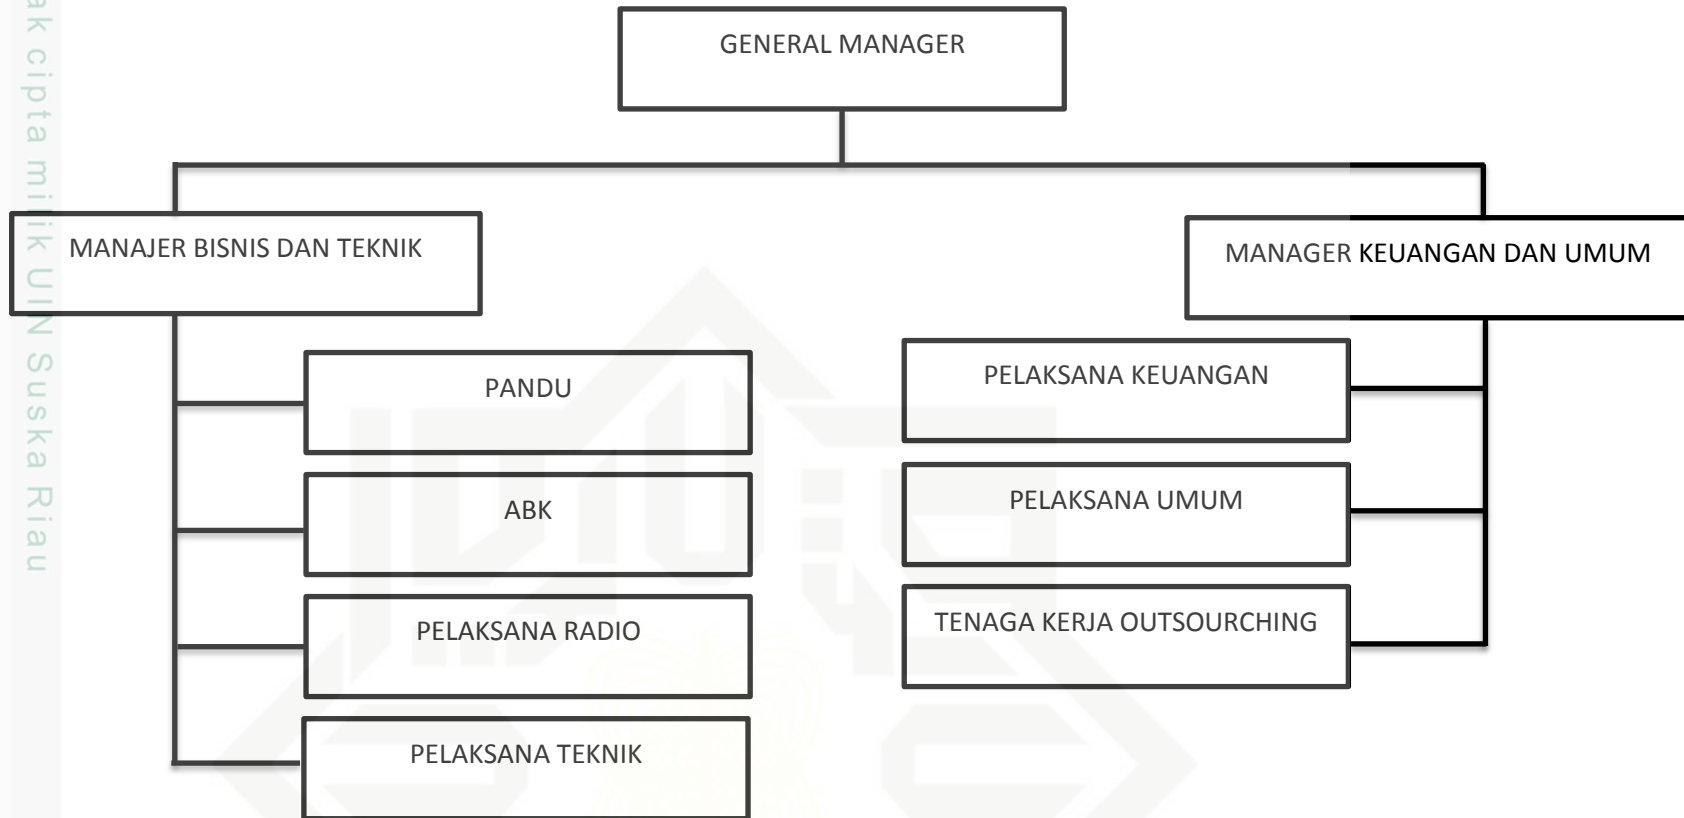 ak cipta milik UIN Suska Riau
GENERAL MANAGER
MANAJER BISNIS DAN TEKNIK
MANAGER KEUANGAN DAN UMUM
PANDU
ABK
PELAKSANA RADIO
PELAKSANA TEKNIK
PELAKSANA KEUANGAN
PELAKSANA UMUM
TENAGA KERJA OUTSOURCHING